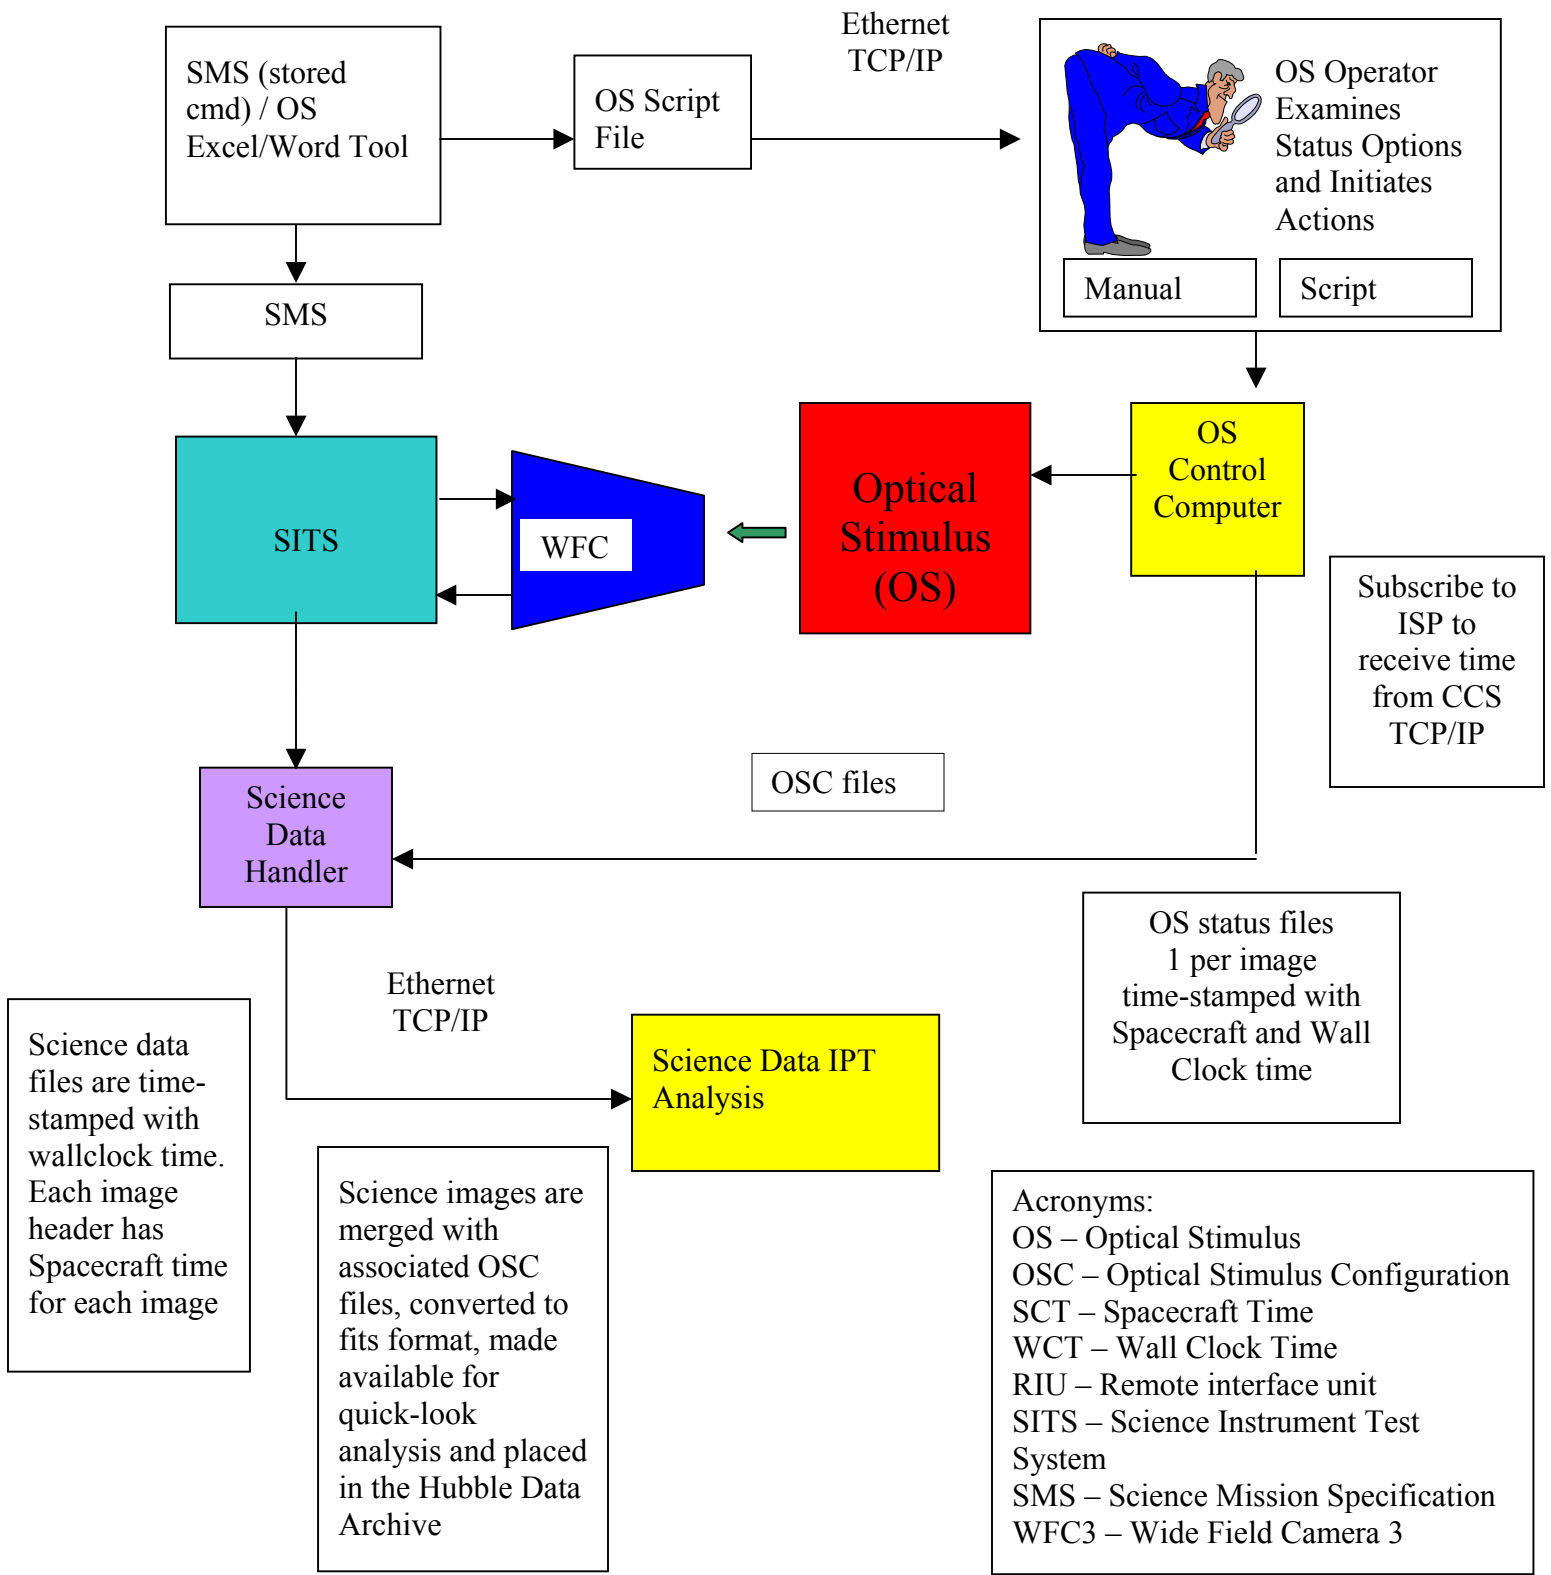 Ethernet
TCP/IP
SMS (stored
cmd) / OS
Excel/Word Tool
OS Script
File
OS Operator
Examines
Status Options
and Initiates
Actions
Manual
Script
SMS
SITS
WFC
Optical
Stimulus
(OS)
OS
Control
Computer
Subscribe to
ISP to
receive time
from CCS
TCP/IP
OSC files
Science
Data
Handler
OS status files
1 per image
time-stamped with
Spacecraft and Wall
Clock time
Ethernet
TCP/IP
Science data
files are time-
stamped with
wallclock time.
Each image
header has
Spacecraft time
for each image
Science Data IPT
Analysis
Science images are
merged with
associated OSC
files, converted to
fits format, made
available for
quick-look
analysis and placed
in the Hubble Data
Archive
Acronyms:
OS – Optical Stimulus
OSC – Optical Stimulus Configuration
SCT – Spacecraft Time
WCT – Wall Clock Time
RIU – Remote interface unit
SITS – Science Instrument Test
System
SMS – Science Mission Specification
WFC3 – Wide Field Camera 3